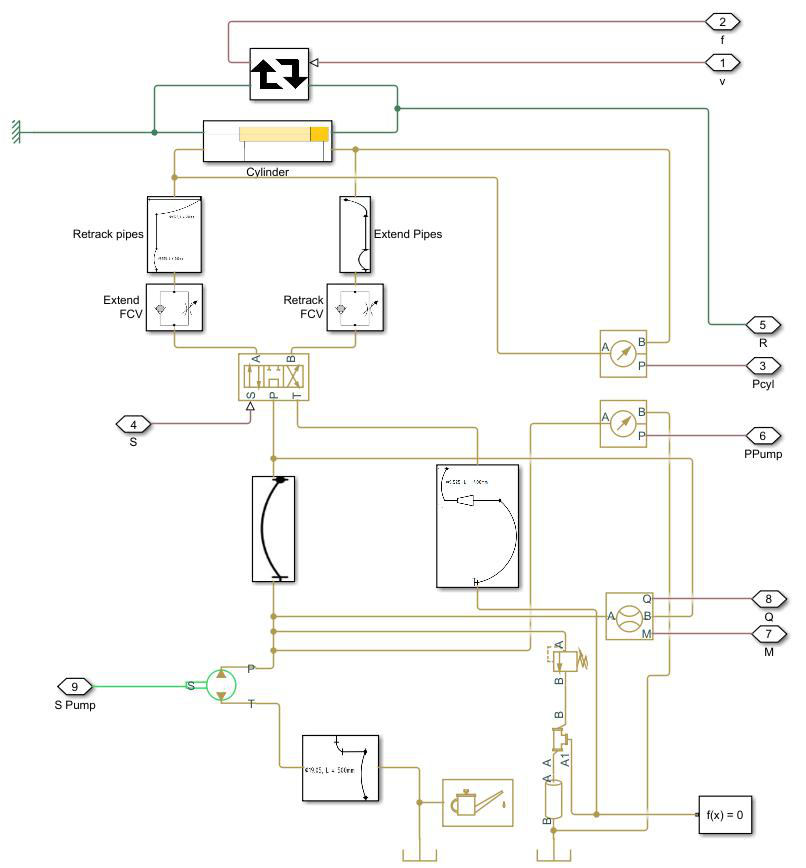 2
f
1
v
Cylinder
Retrack pipes
Extend Pipes
Extend
FCV
Retrack
FCV
A
B
S
P
T
4
S
A
B
P
5
R
3
Pcyl
A
B
P
6
PPump
A
Q
B
M
8
Q
7
M
A
B
9
S Pump
S
P
T
B
A
A1
A
B
L = 500mm
f(x) = 0